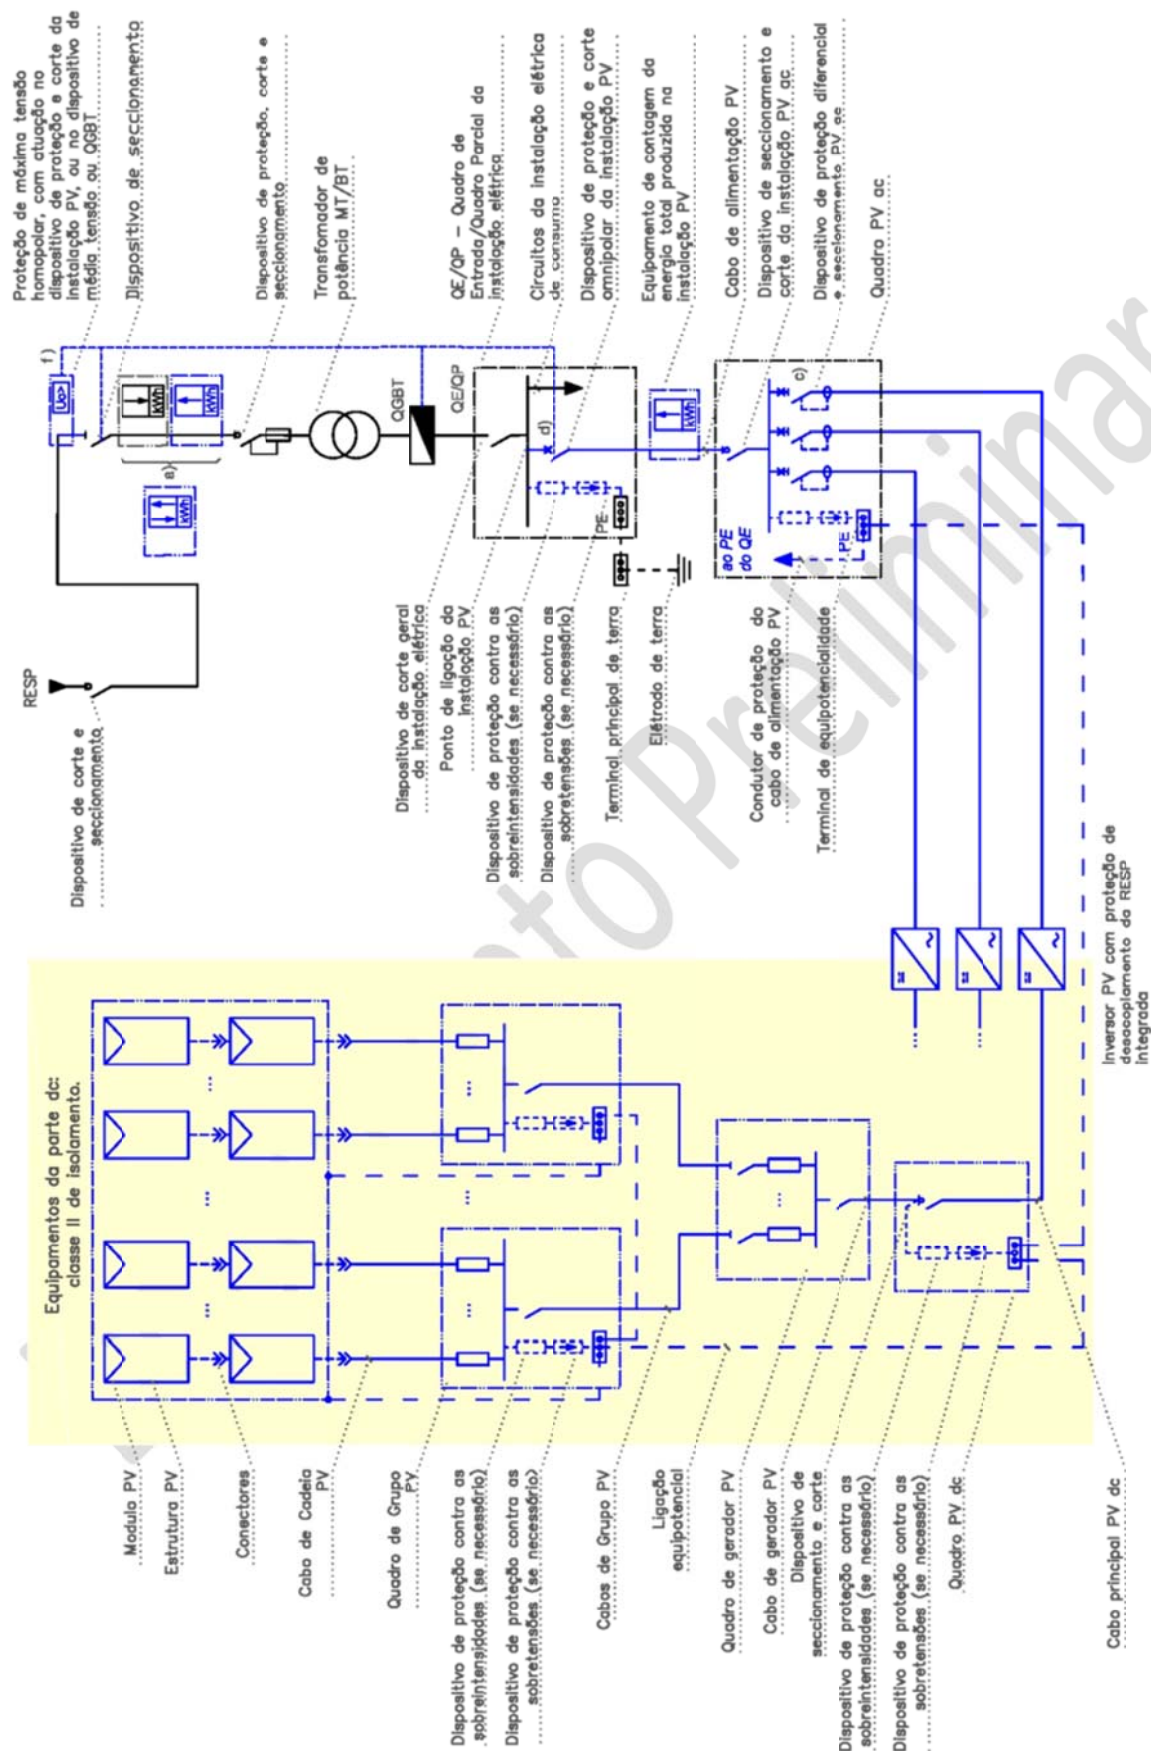 Proteção de máxima tensão
homopolar, com atuação no
dispositivo de proteção e corte da
instalação PV, ou no dispositivo de
média tensão ou QGBT
Dispositivo de seccionamento
Dispositivo de proteção, corte e
seccionamento
Transfomador de
potência MT/BT
QE/QP – Quadro de
Entrada/Quadro Parcial da
instalação elétrica
Circuitos da instalação elétrica
de consumo
Dispositivo de proteção e corte
omnipolar da instalação PV
Equipamento de contagem da
energia total produzida na
instalação PV
Cabo de alimentação PV
Dispositivo de seccionamento e
corte da instalação PV ac
Dispositivo de proteção diferencial
e seccionamento PV ac
Quadro PV ac
f)
Uo>
kWh
kWh
a)
kWh
QGBT
QE/QP
d)
PE
kWh
c)
ao PE
do QE
PE
RESP
Dispositivo de corte e
seccionamento
Dispositivo de corte geral
da instalação elétrica
Ponto de ligação da
instalação PV
Dispositivo de proteção contra as
sobreintensidades (se necessário)
Dispositivo de proteção contra as
sobretensões (se necessário)
Terminal principal de terra
Elétrodo de terra
Condutor de proteção do
cabo de alimentação PV
Terminal de equipotencialidade
Inversor PV com proteção de
desacoplamento da RESP
integrada
Equipamentos da parte dc:
classe II de isolamento.
Modulo PV
Estrutura PV
Conectores
Cabo de Cadeia
PV
Quadro de Grupo
PV
Dispositivo de proteção contra as
sobreintensidades (se necessário)
Dispositivo de proteção contra as
sobretensões (se necessário)
Cabos de Grupo PV
Ligação
equipotencial
Quadro de gerador PV
Cabo de gerador PV
Dispositivo de
seccionamento e corte
Dispositivo de proteção contra as
sobreintensidades (se necessário)
Dispositivo de proteção contra as
sobretensões (se necessário)
Quadro PV dc
Cabo principal PV dc
Preliminar